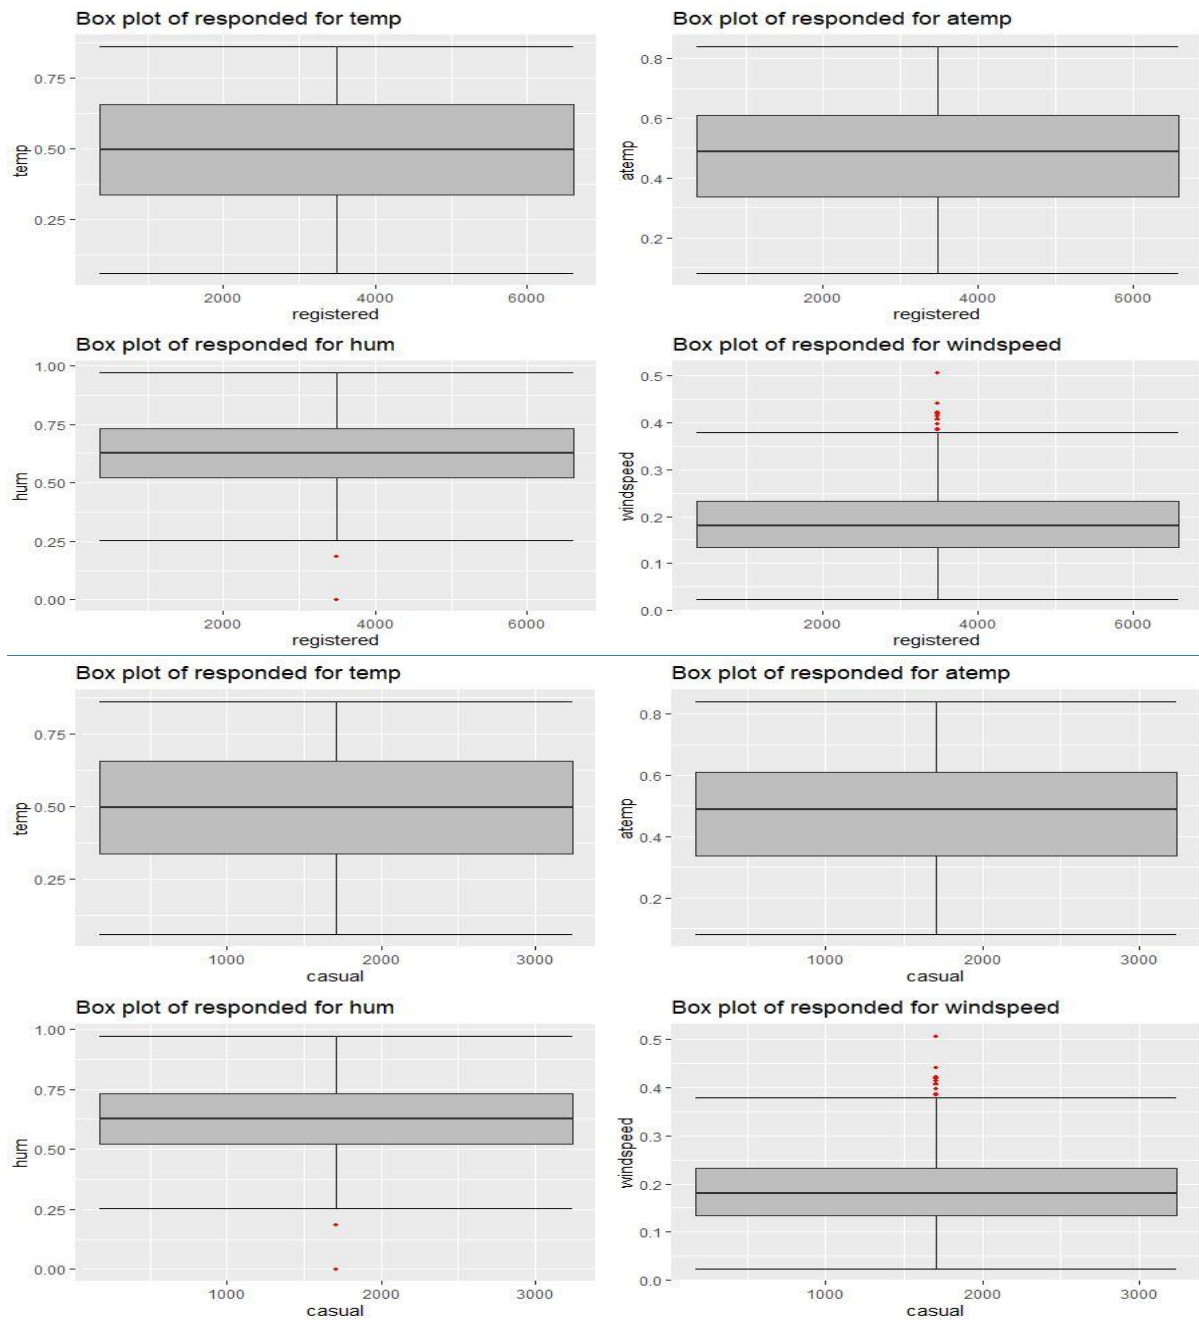 Box plot of responded for temp
temp
0.75
0.50
0.25
2000 4000 6000
registered
Box plot of responded for atemp
atemp
0.8
0.6
0.4
0.2
2000 4000 6000
registered
Box plot of responded for hum
hum
1.00
0.75
0.50
0.25
0.00
2000 4000 6000
registered
Box plot of responded for windspeed
windspeed
0.5
0.4
0.3
0.2
0.1
0.0
2000 4000 6000
registered
Box plot of responded for temp
temp
0.75
0.50
0.25
1000 2000 3000
casual
Box plot of responded for atemp
atemp
0.8
0.6
0.4
0.2
1000 2000 3000
casual
Box plot of responded for hum
hum
1.00
0.75
0.50
0.25
0.00
1000 2000 3000
casual
Box plot of responded for windspeed
windspeed
0.5
0.4
0.3
0.2
0.1
0.0
1000 2000 3000
casual